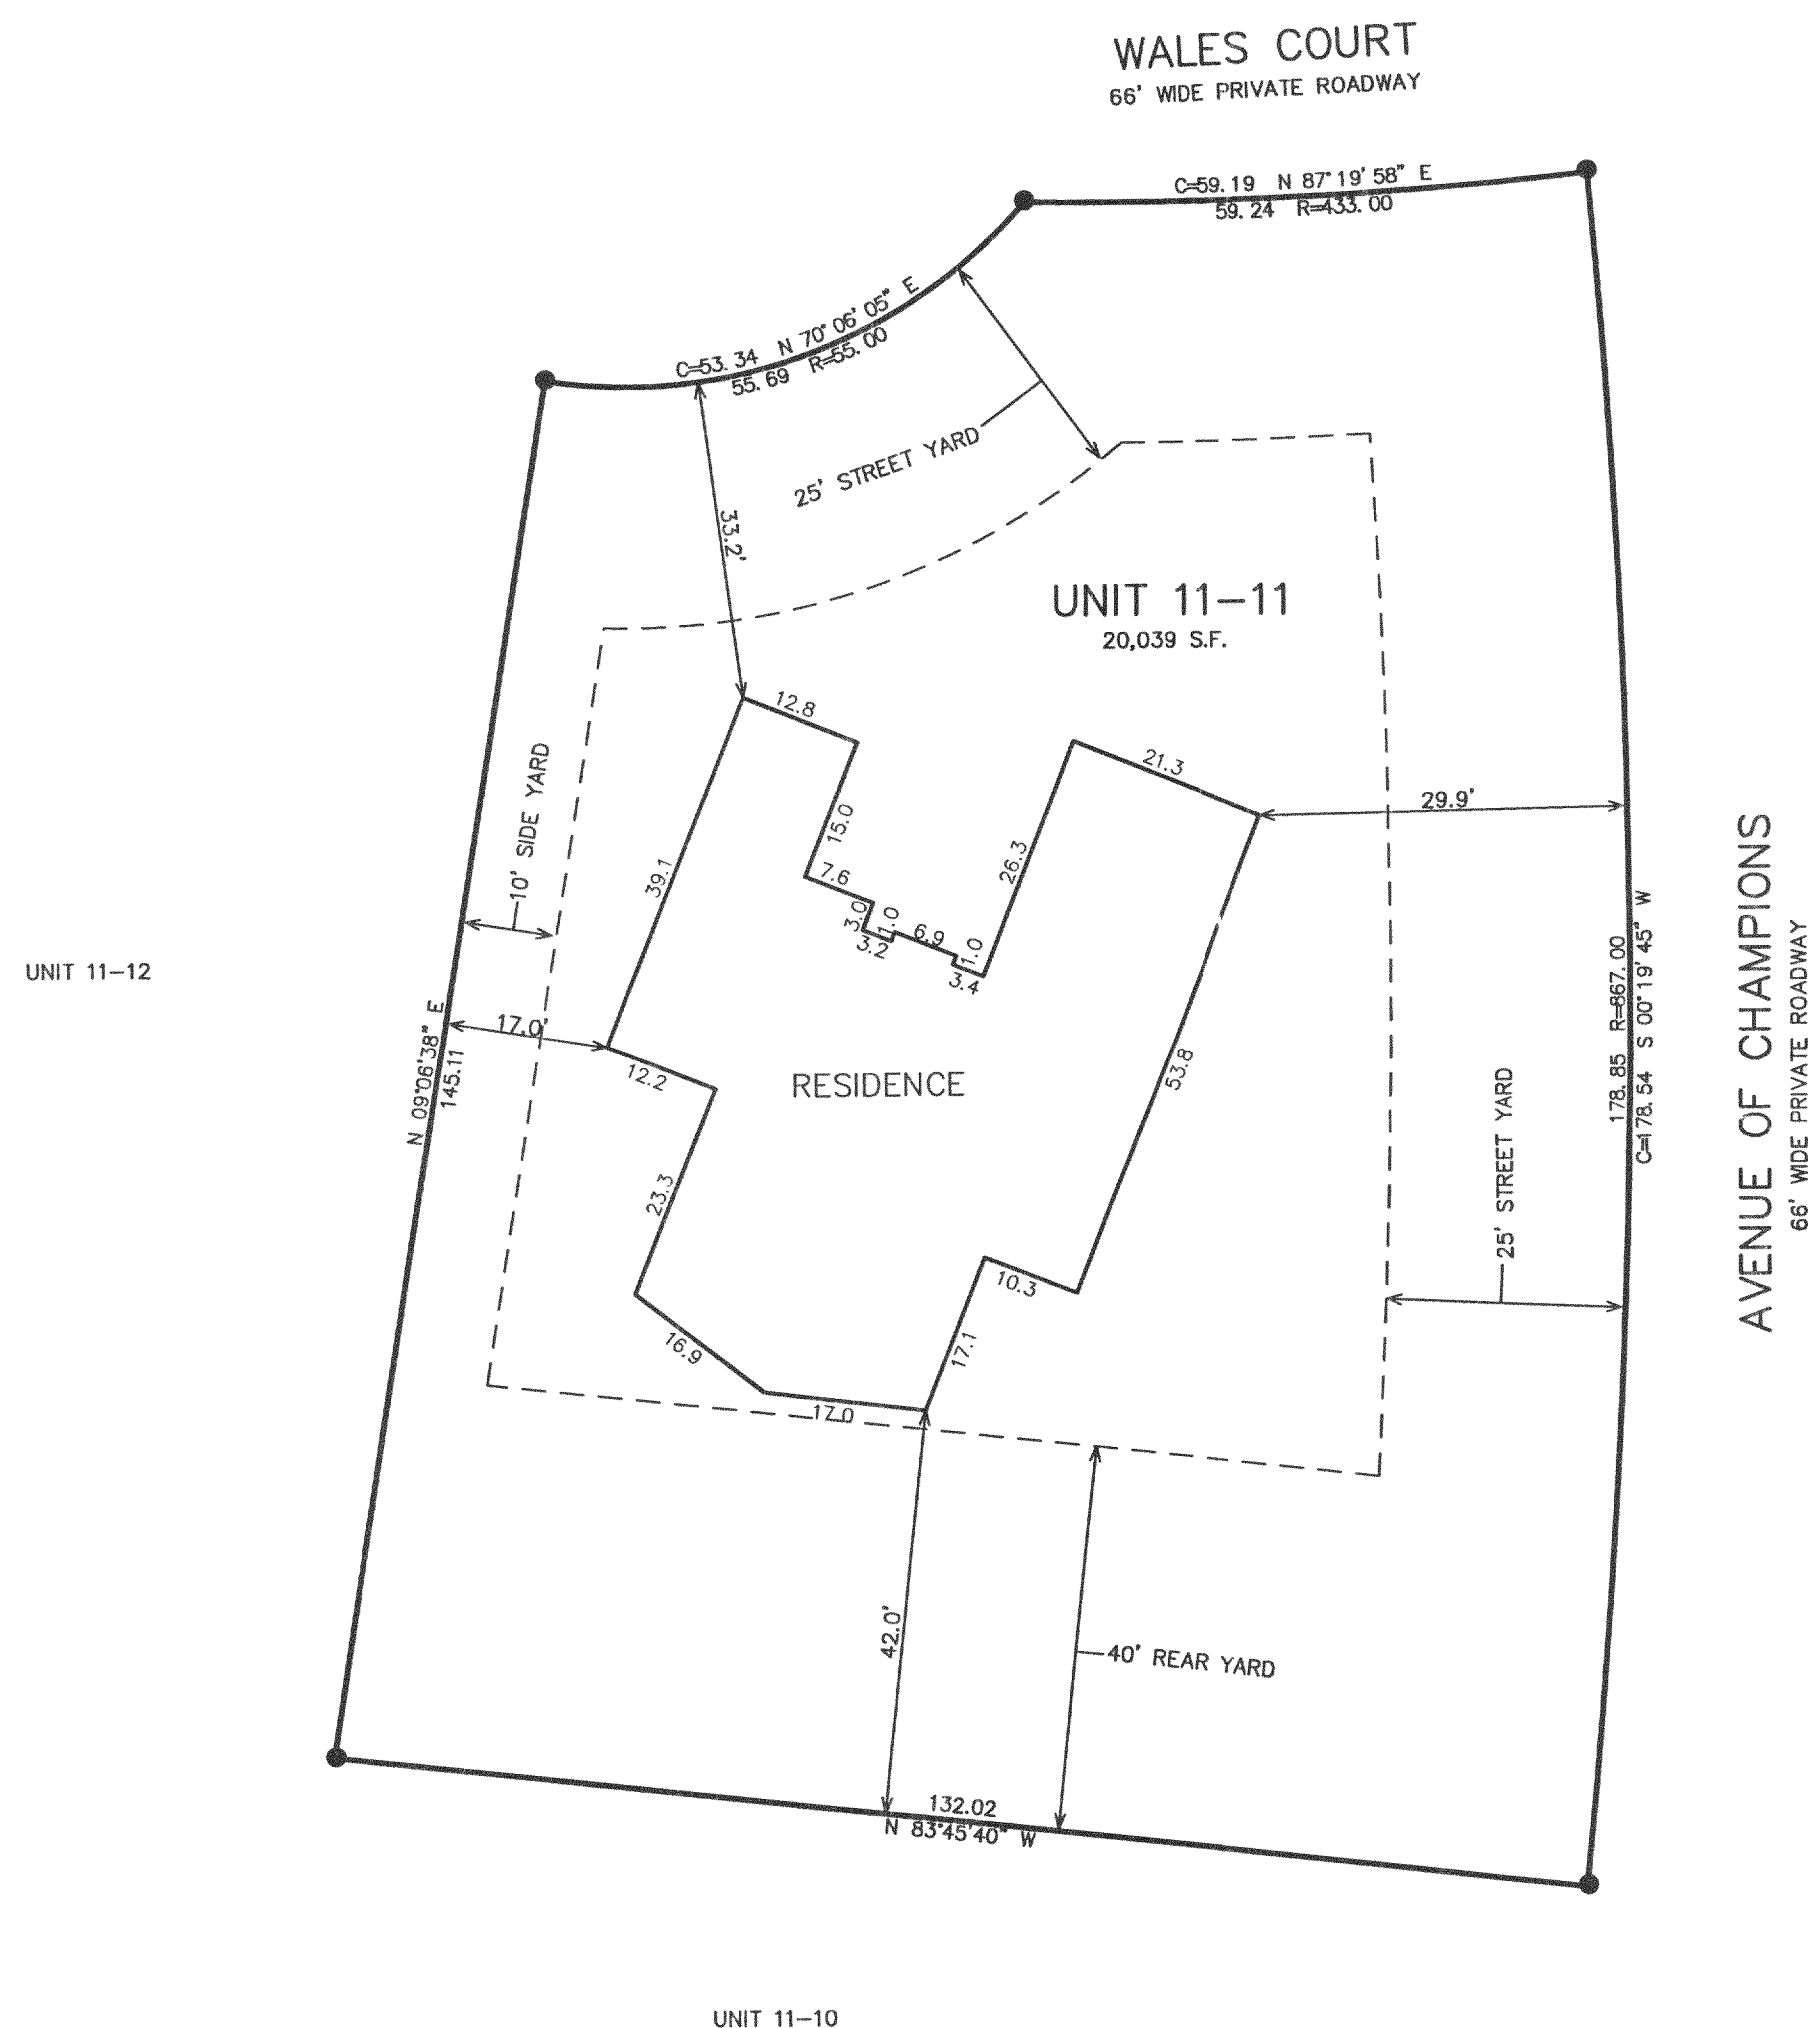 WALES COURT
66' WIDE PRIVATE ROADWAY
C=59.19 N 87°19'58" E
59.24 R=433.00
C=53.34 N 70°06'05" E
55.69 R=55.00
25' STREET YARD
33.2'
UNIT 11-11
20,039 S.F.
12.8
21.3
29.9'
15.0
10' SIDE YARD
39.1
7.6
26.3
3.0
1.0
6.9
3.2
1.0
3.4
UNIT 11-12
17.0'
N 09°06'38" E
145.11
12.2
RESIDENCE
53.8
178.85 R=867.00
C=178.54 S 00°19'45" W
AVENUE OF CHAMPIONS
66' WIDE PRIVATE ROADWAY
25' STREET YARD
23.3
10.3
17.1
16.9
17.0
42.0'
40' REAR YARD
132.02
N 83°45'40" W
UNIT 11-10